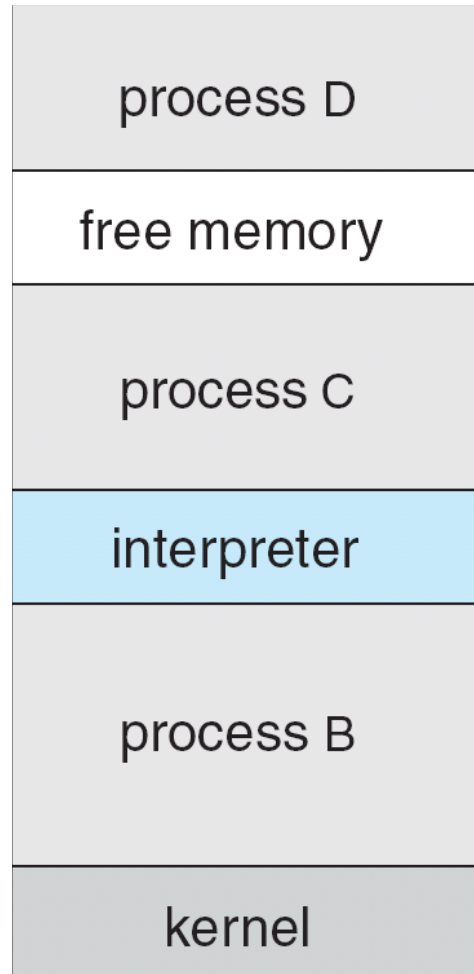 process D
free memory
process C
interpreter
process B
kernel